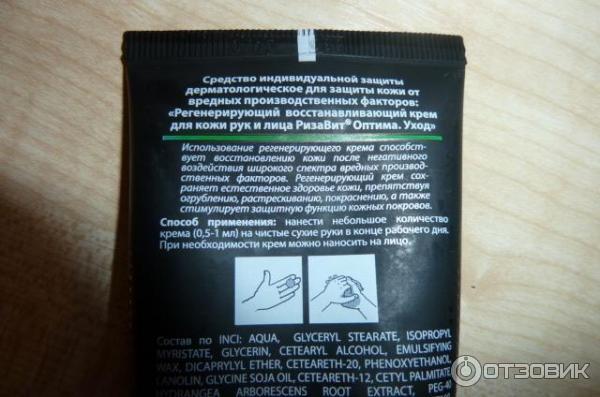 Средство индивидуальной защиты
дерматологическое для защиты кожи от
вредных производственных факторов:
«Регенерирующий восстанавливающий крем
для кожи рук и лица РизаВит® Оптима. Уход»
Использование регенерирующего крема способст-
вует восстановлению кожи после негативного
воздействия широкого спектра вредных производ-
ственных факторов. Регенерирующий крем сох-
раняет естественное здоровье кожи, препятствуя
огрублению, растрескиванию, покраснению, а также
стимулирует защитную функцию кожных покровов.
Способ применения: нанести небольшое количество
крема (0,5-1 мл) на чистые сухие руки в конце рабочего дня.
При необходимости крем можно наносить на лицо.
Состав по INCI: AQUA, GLYCERYL STEARATE, ISOPROPYL
MYRISTATE, GLYCERIN, CETEARYL ALCOHOL, EMULSIFYING
WAX, DICAPRYLYL ETHER, CETEARETH-20, PHENOXYETHANOL
LANOLIN, GLYCINE SOJA OIL, CETEARETH-12, CETYL PALMITATE
HYDRANGEA ARBORESCENS ROOT EXTRACT, PEG-40
ОТЗОВИК